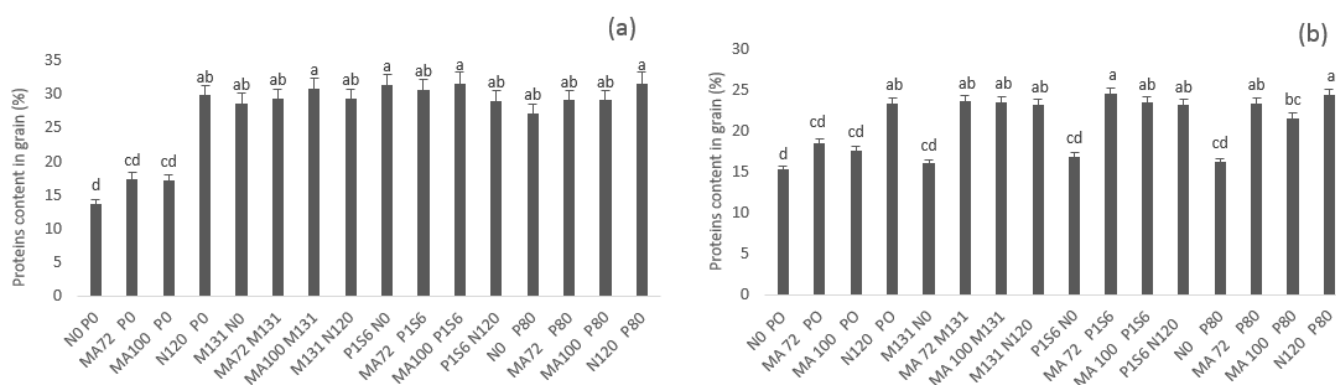 (a)
Proteins content in grain (%)
35
30
25
20
15
10
5
0
d
cd
cd
ab
ab
ab
a
ab
a
ab
a
ab
ab
ab
ab
a
N0 P0
MA72 P0
MA100 P0
N120 P0
M131 N0
MA72 M131
MA100 M131
M131 N120
P1S6 N0
MA72 P1S6
MA100 P1S6
P1S6 N120
N0 P80
MA72 P80
MA100 P80
N120 P80
(b)
Proteins content in grain (%)
30
25
20
15
10
5
0
d
cd
cd
ab
cd
ab
ab
ab
cd
a
ab
ab
cd
ab
bc
a
N0 PO
MA 72 PO
MA 100 PO
N120 PO
M131 N0
MA 72 M131
MA 100 M131
M131 N120
P1S6 N0
MA 72 P1S6
MA 100 P1S6
P1S6 N120
N0 P80
MA 72 P80
MA 100 P80
N120 P80